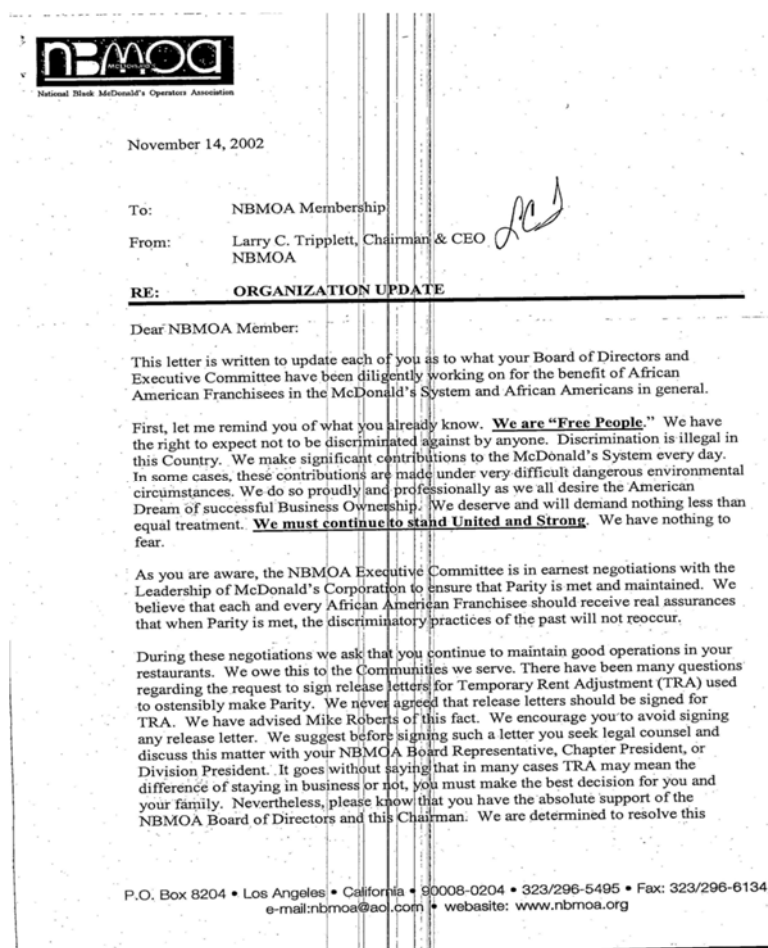 NBMOA
McDONALD'S
National Black McDonald's Operators Association
November 14, 2002
To: NBMOA Membership
From: Larry C. Tripplett, Chairman & CEO LCT
NBMOA
RE: ORGANIZATION UPDATE
Dear NBMOA Member:
This letter is written to update each of you as to what your Board of Directors and
Executive Committee have been diligently working on for the benefit of African
American Franchisees in the McDonald's System and African Americans in general.
First, let me remind you of what you already know. We are “Free People.” We have
the right to expect not to be discriminated against by anyone. Discrimination is illegal in
this Country. We make significant contributions to the McDonald's System every day.
In some cases, these contributions are made under very difficult dangerous environmental
circumstances. We do so proudly and professionally as we all desire the American
Dream of successful Business Ownership. We deserve and will demand nothing less than
equal treatment. We must continue to stand United and Strong. We have nothing to
fear.
As you are aware, the NBMOA Executive Committee is in earnest negotiations with the
Leadership of McDonald's Corporation to ensure that Parity is met and maintained. We
believe that each and every African American Franchisee should receive real assurances
that when Parity is met, the discriminatory practices of the past will not reoccur.
During these negotiations we ask that you continue to maintain good operations in your
restaurants. We owe this to the Communities we serve. There have been many questions
regarding the request to sign release letters for Temporary Rent Adjustment (TRA) used
to ostensibly make Parity. We never agreed that release letters should be signed for
TRA. We have advised Mike Roberts of this fact. We encourage you to avoid signing
any release letter. We suggest before signing such a letter you seek legal counsel and
discuss this matter with your NBMOA Board Representative, Chapter President, or
Division President. It goes without saying that in many cases TRA may mean the
difference of staying in business or not, you must make the best decision for you and
your family. Nevertheless, please know that you have the absolute support of the
NBMOA Board of Directors and this Chairman. We are determined to resolve this
P.O. Box 8204 • Los Angeles • California • 90008-0204 • 323/296-5495 • Fax: 323/296-6134
e-mail:nbmoa@aol.com • webasite: www.nbmoa.org